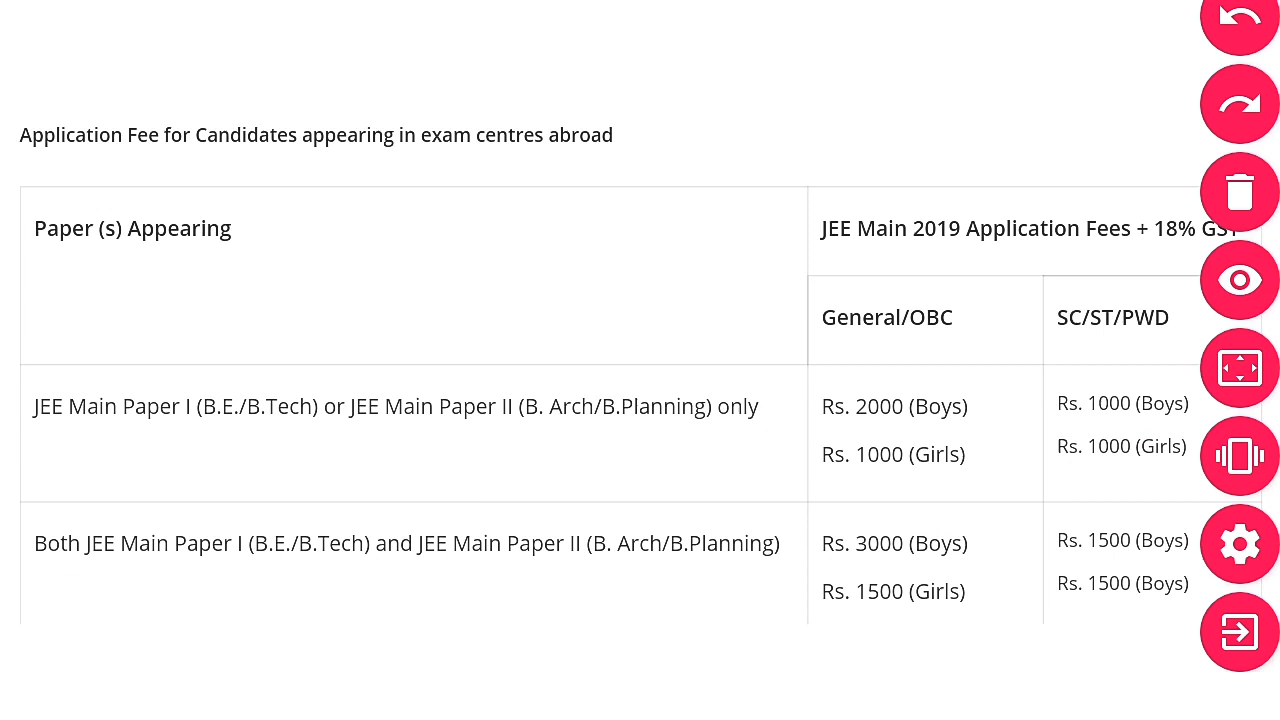 Application Fee for Candidates appearing in exam centres abroad
Paper (s) Appearing
JEE Main 2019 Application Fees + 18% GST
General/OBC
SC/ST/PWD
JEE Main Paper I (B.E./B.Tech) or JEE Main Paper II (B. Arch/B.Planning) only
Rs. 2000 (Boys)
Rs. 1000 (Girls)
Rs. 1000 (Boys)
Rs. 1000 (Girls)
Both JEE Main Paper I (B.E./B.Tech) and JEE Main Paper II (B. Arch/B.Planning)
Rs. 3000 (Boys)
Rs. 1500 (Girls)
Rs. 1500 (Boys)
Rs. 1500 (Boys)